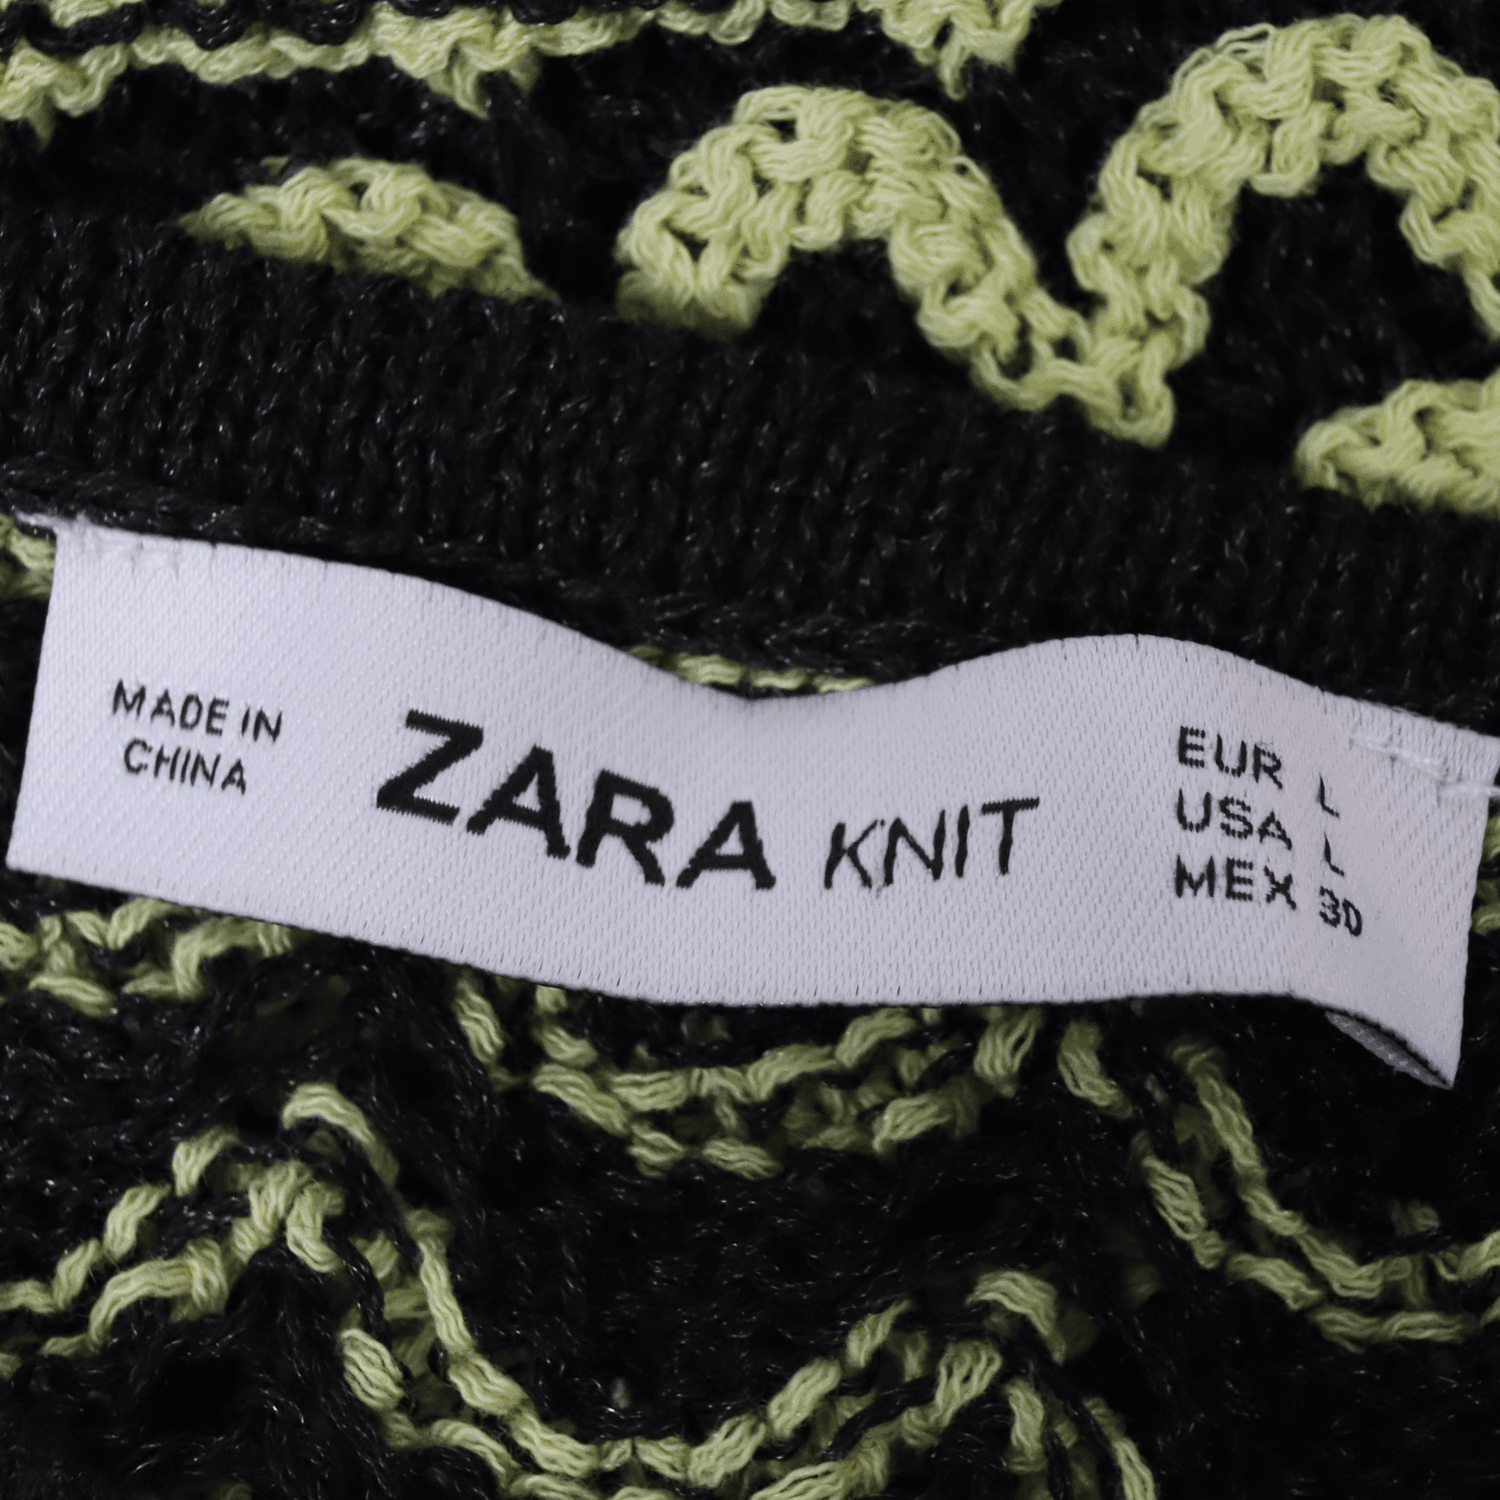 MADE IN
CHINA
ZARA KNIT
EUR L
USA L
MEX 30